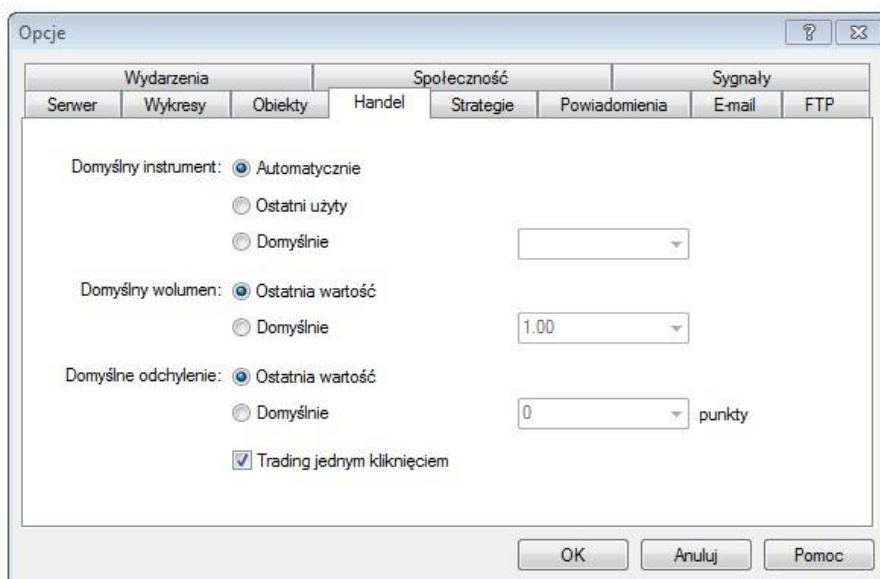 Opcje
Wydarzenia Społeczność Sygnały
Serwer Wykresy Obiekty Handel Strategie Powiadomienia E-mail FTP
Domyślny instrument: Automatycznie
Ostatni użyty
Domyślnie
Domyślny wolumen: Ostatnia wartość
Domyślnie 1.00
Domyślne odchylenie: Ostatnia wartość
Domyślnie 0 punkty
Trading jednym kliknięciem
OK Anuluj Pomoc